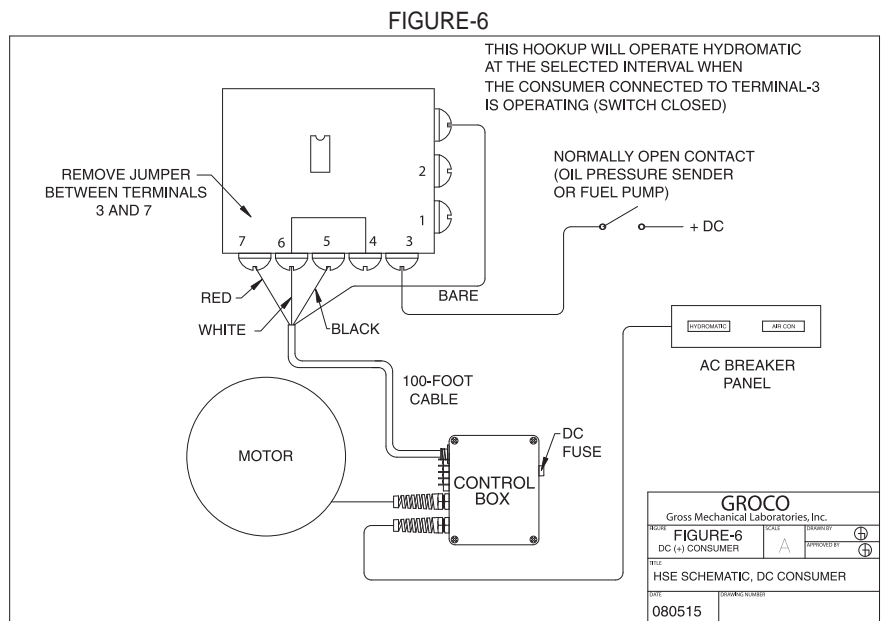 FIGURE-6
THIS HOOKUP WILL OPERATE HYDROMATIC
AT THE SELECTED INTERVAL WHEN
THE CONSUMER CONNECTED TO TERMINAL-3
IS OPERATING (SWITCH CLOSED)
REMOVE JUMPER
BETWEEN TERMINALS
3 AND 7
2
1
7 6 5 4 3
NORMALLY OPEN CONTACT
(OIL PRESSURE SENDER
OR FUEL PUMP)
+ DC
RED
WHITE
BLACK
BARE
HYDROMATIC
AIR CON
AC BREAKER
PANEL
100-FOOT
CABLE
MOTOR
DC
FUSE
CONTROL
BOX
GROCO
Gross Mechanical Laboratories, Inc.
FIGURE
FIGURE-6
DC (+) CONSUMER
SCALE
A
DRAWN BY
APPROVED BY
TITLE
HSE SCHEMATIC, DC CONSUMER
DATE
080515
DRAWING NUMBER